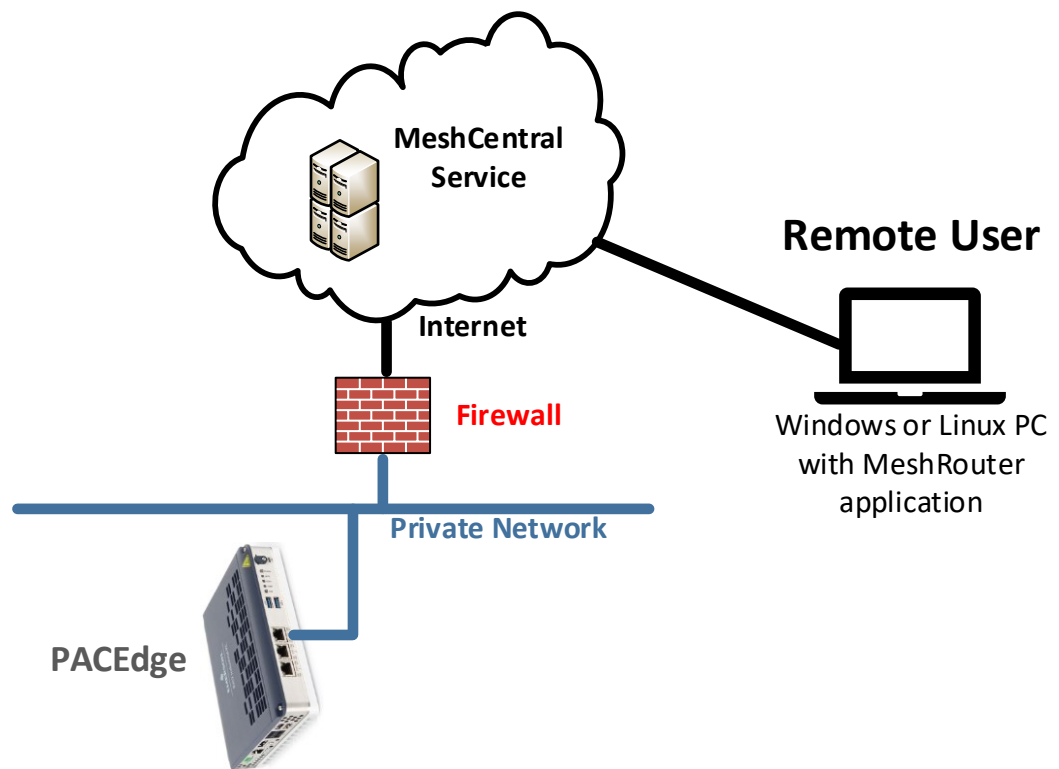 MeshCentral
Service
Remote User
Internet
Firewall
Windows or Linux PC
with MeshRouter
application
Private Network
PACEdge